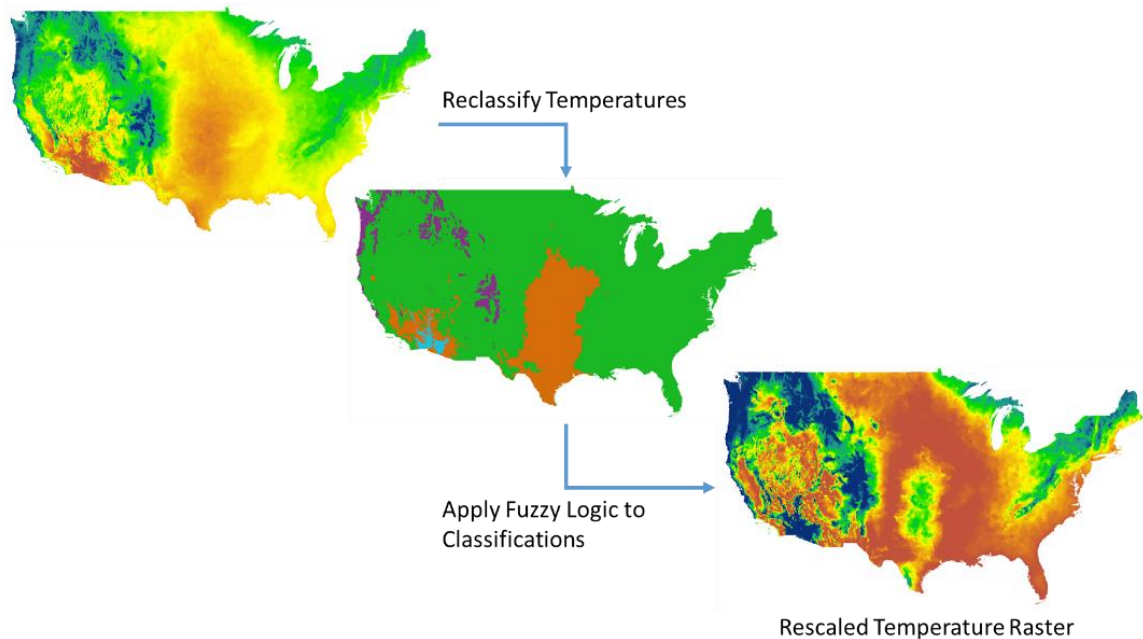 Reclassify Temperatures
Apply Fuzzy Logic to
Classifications
Rescaled Temperature Raster